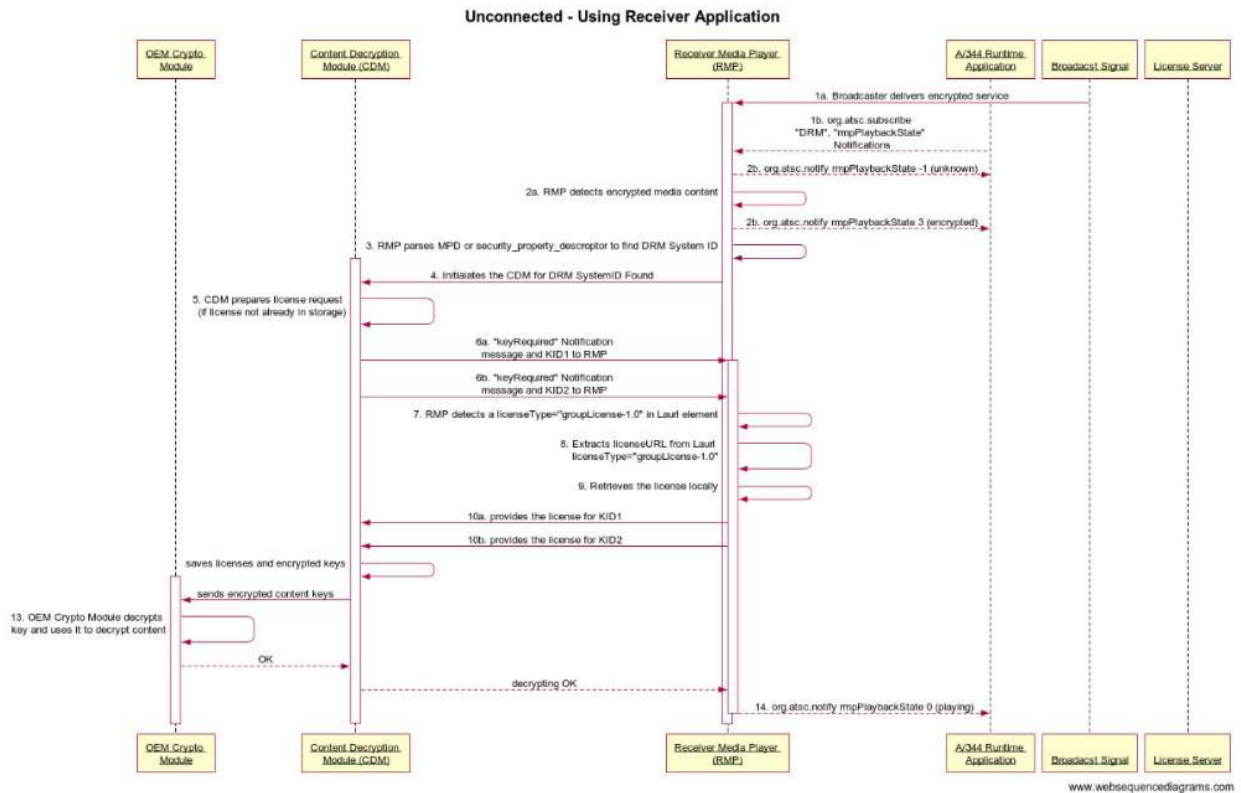 Unconnected - Using Receiver Application
OEM Crypto
Module
Content Decryption
Module (CDM)
Receiver Media Player
(RMP)
A/344 Runtime
Application
Broadacst Signal
License Server
1a. Broadcaster delivers encrypted service
1b. org.atsc.subscribe
"DRM", "rmpPlaybackState"
Notifications
2b. org.atsc.notify rmpPlaybackState -1 (unknown)
2a. RMP detects encrypted media content
2b. org.atsc.notify rmpPlaybackState 3 (encrypted)
3. RMP parses MPD or security_property_descroptor to find DRM System ID
4. Initiaiates the CDM for DRM SystemID Found
5. CDM prepares license request
(if license not already in storage)
6a. "keyRequired" Notification
message and KID1 to RMP
6b. "keyRequired" Notification
message and KID2 to RMP
7. RMP detects a licenseType="groupLicense-1.0" in Laurl element
8. Extracts licenseURL from Laurl
licenseType="groupLicense-1.0"
9. Retrieves the license locally
10a. provides the license for KID1
10b. provides the license for KID2
saves licenses and encrypted keys
sends encrypted content keys
13. OEM Crypto Module decrypts
key and uses it to decrypt content
OK
decrypting OK
14. org.atsc.notify rmpPlaybackState 0 (playing)
OEM Crypto
Module
Content Decryption
Module (CDM)
Receiver Media Player
(RMP)
A/344 Runtime
Application
Broadacst Signal
License Server
www.websequencediagrams.com